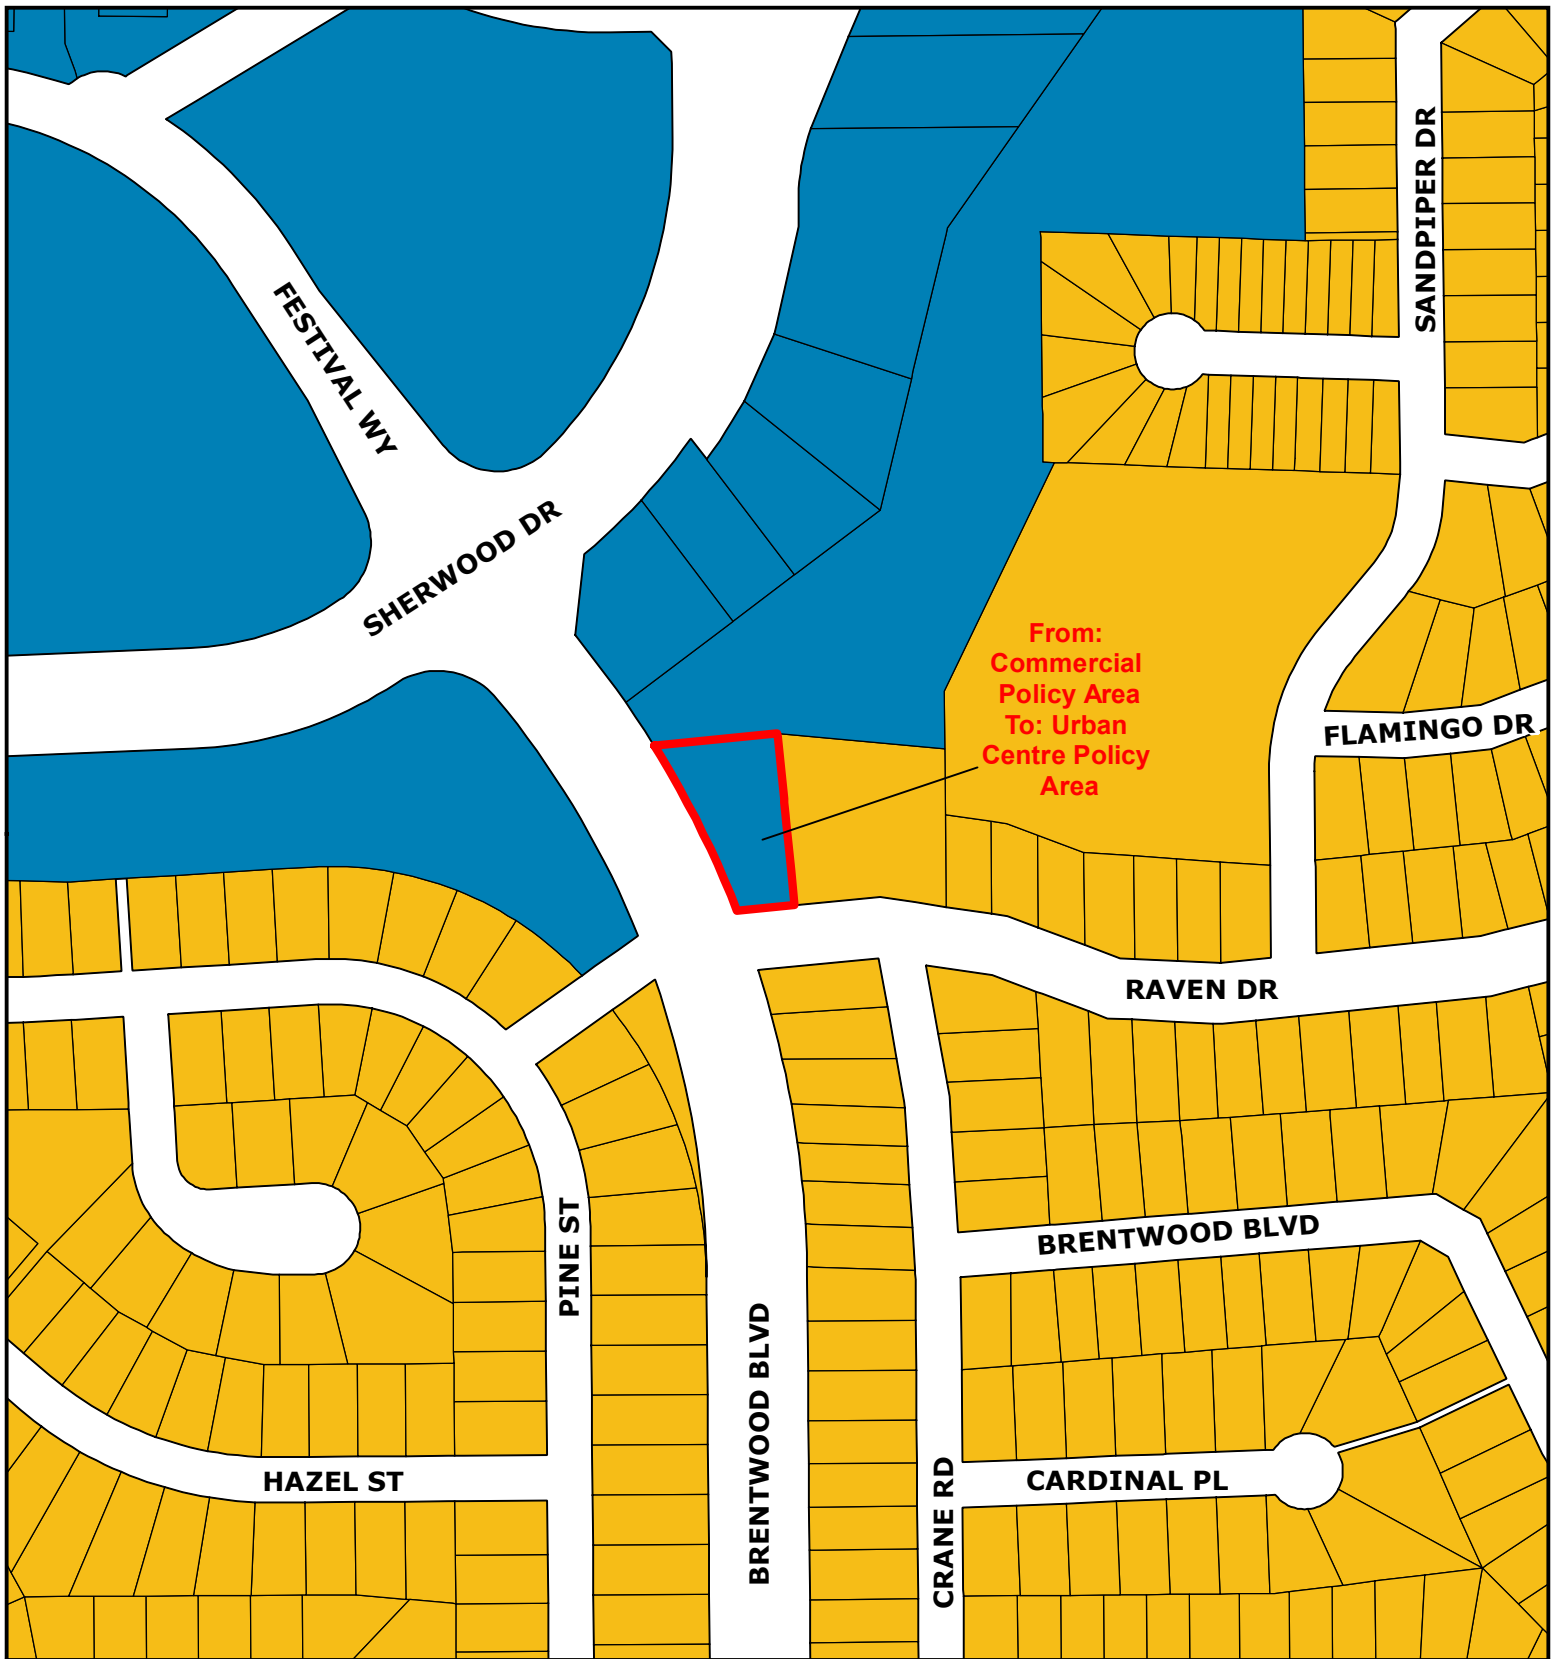 SANDPIPER DR
FESTIVAL WY
SHERWOOD DR
From:
Commercial
Policy Area
To: Urban
Centre Policy
Area
FLAMINGO DR
RAVEN DR
BRENTWOOD BLVD
PINE ST
BRENTWOOD BLVD
HAZEL ST
CRANE RD
CARDINAL PL